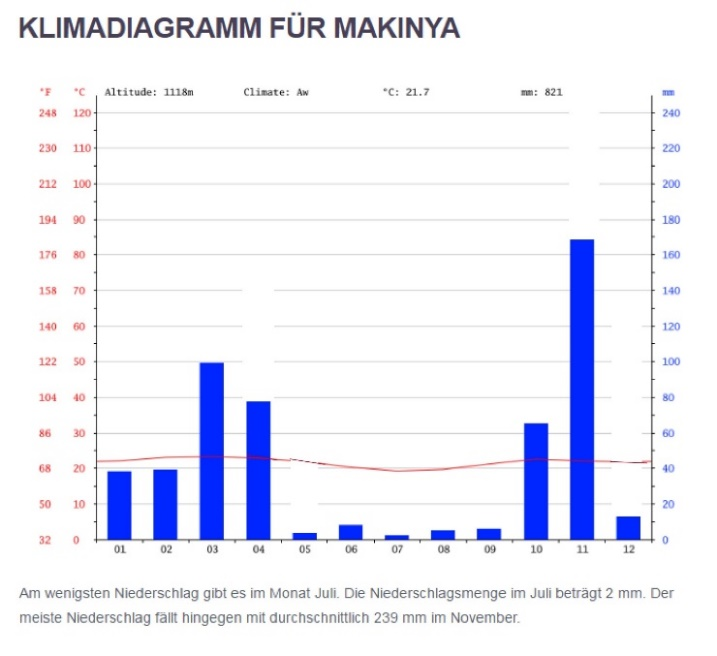 KLIMADIAGRAMM FÜR MAKINYA
°F °C Altitude: 1118m Climate: Aw °C: 21.7 mm: 821 mm
248 120 240
230 110 220
212 100 200
194 90 180
176 80 160
158 70 140
140 60 120
122 50 100
104 40 80
86 30 60
68 20 40
50 10 20
32 0 0
01 02 03 04 05 06 07 08 09 10 11 12
Am wenigsten Niederschlag gibt es im Monat Juli. Die Niederschlagsmenge im Juli beträgt 2 mm. Der
meiste Niederschlag fällt hingegen mit durchschnittlich 239 mm im November.